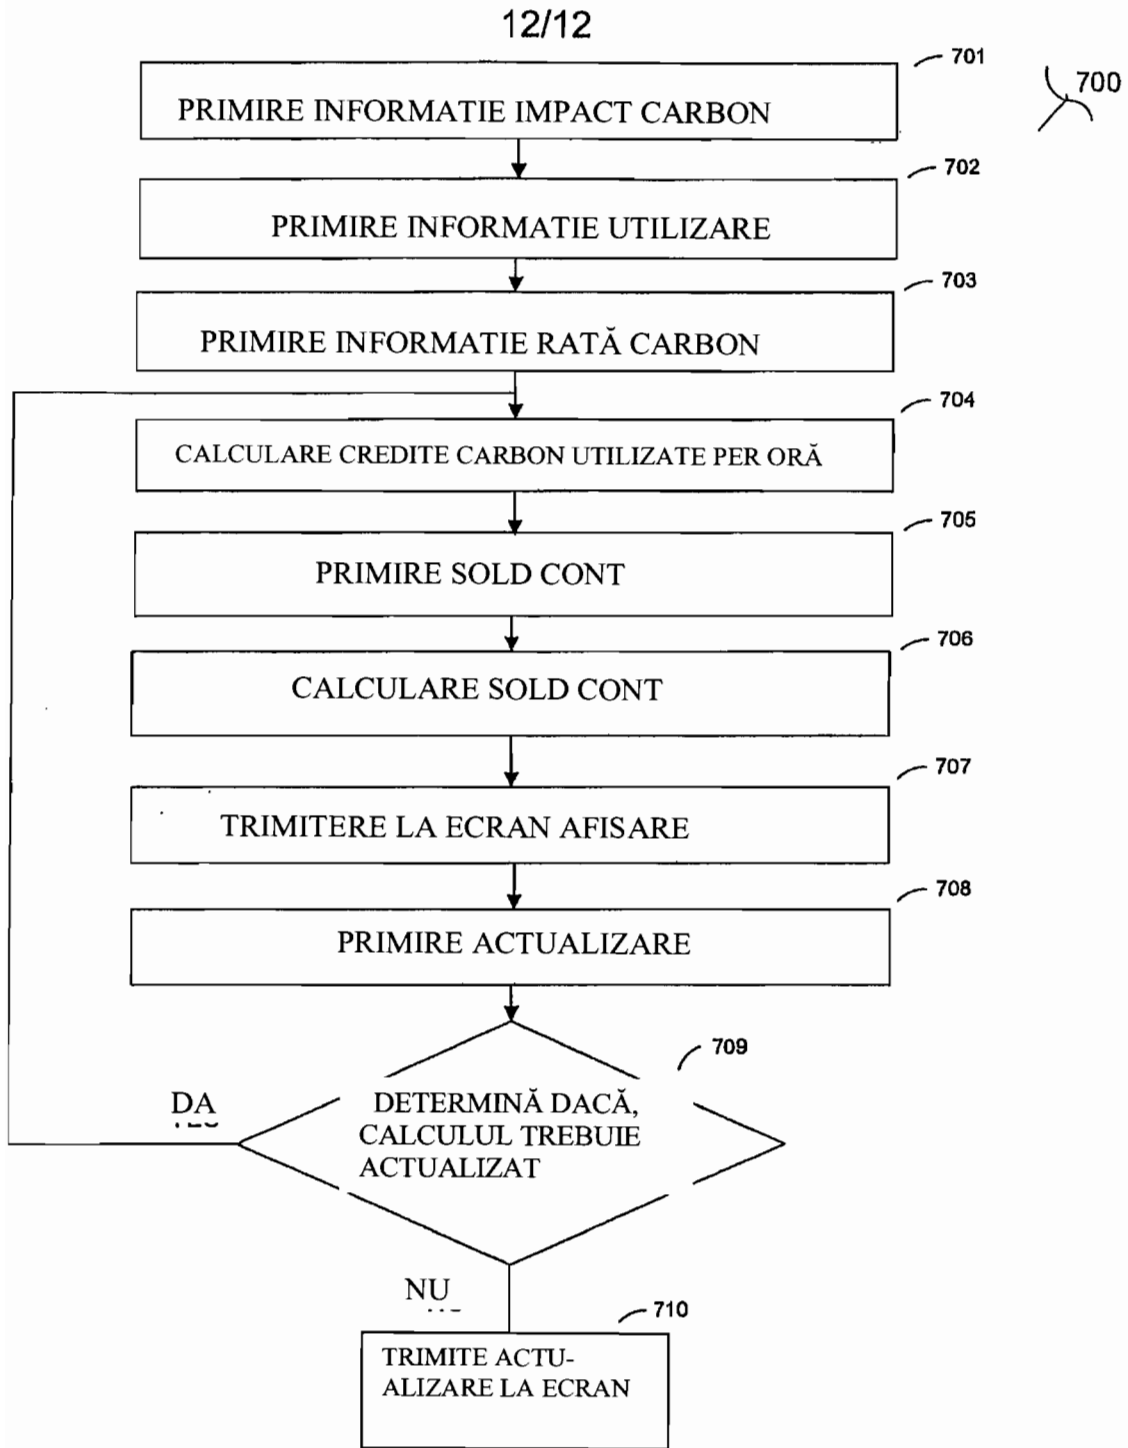 12/12
701
700
PRIMIRE INFORMATIE IMPACT CARBON
702
PRIMIRE INFORMATIE UTILIZARE
703
PRIMIRE INFORMATIE RATĂ CARBON
704
CALCULARE CREDITE CARBON UTILIZATE PER ORĂ
705
PRIMIRE SOLD CONT
706
CALCULARE SOLD CONT
707
TRIMITERE LA ECRAN AFISARE
708
PRIMIRE ACTUALIZARE
709
DETERMINĂ DACĂ,
CALCULUL TREBUIE
ACTUALIZAT
DA
NU
710
TRIMITE ACTU-
ALIZARE LA ECRAN